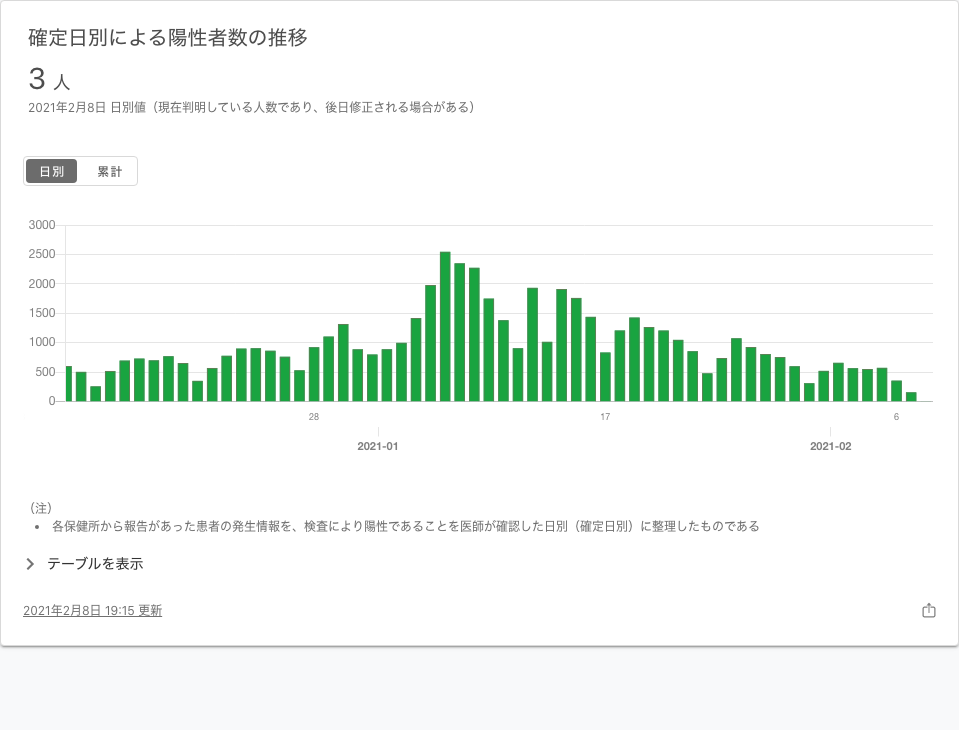 確定日別による陽性者数の推移
3 人
2021年2月8日 日別値（現在判明している人数であり、後日修正される場合がある）
日別 累計
3000
2500
2000
1500
1000
500
0
28 17 6
2021-01 2021-02
（注）
• 各保健所から報告があった患者の発生情報を、検査により陽性であることを医師が確認した日別（確定日別）に整理したものである
テーブルを表示
2021年2月8日 19:15 更新